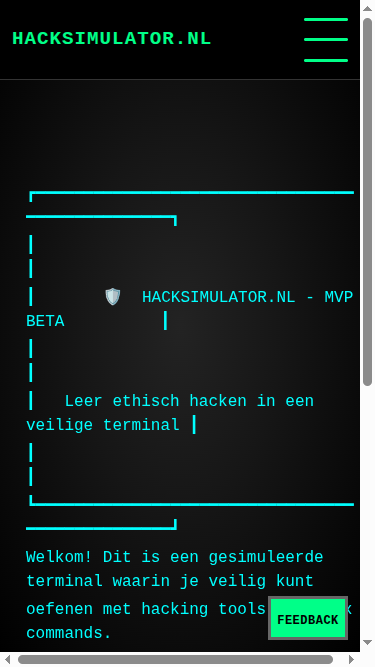 HACKSIMULATOR.NL
🛡️ HACKSIMULATOR.NL - MVP
BETA
Leer ethisch hacken in een
veilige terminal
Welkom! Dit is een gesimuleerde
terminal waarin je veilig kunt
oefenen met hacking tools
commands.
FEEDBACK